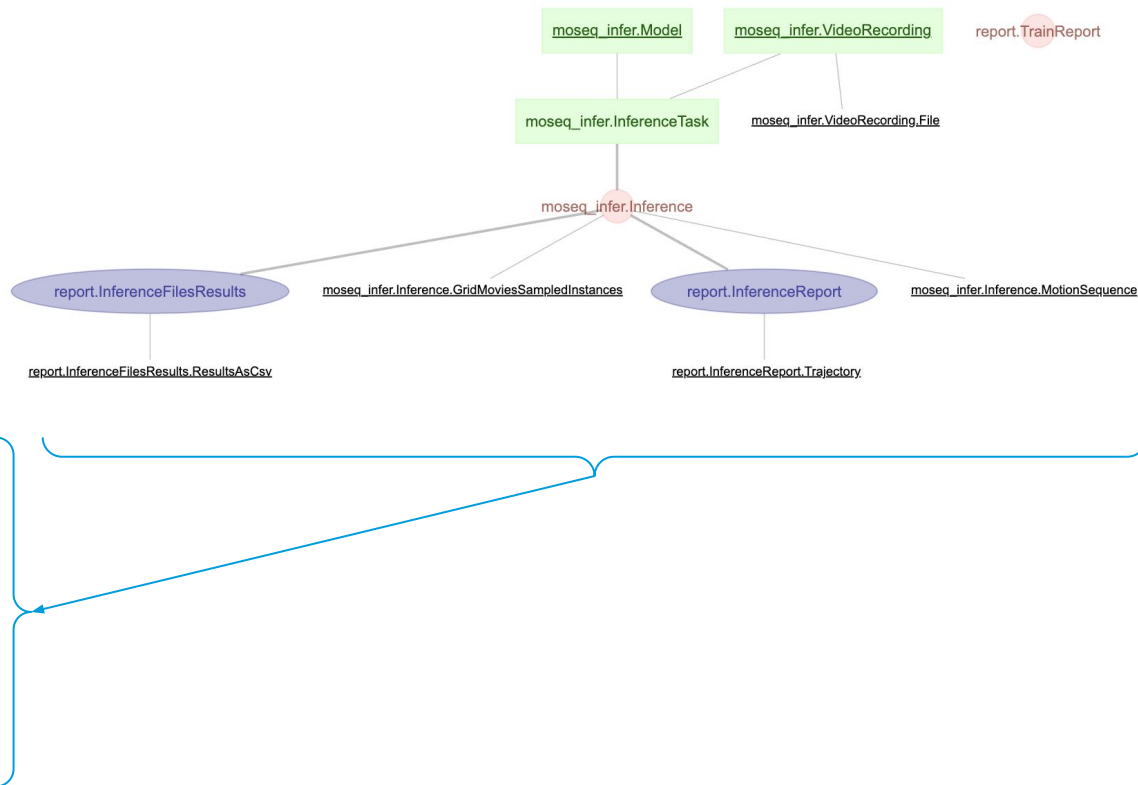 moseq_infer.Model
moseq_infer.VideoRecording
report.TrainReport
moseq_infer.InferenceTask
moseq_infer.VideoRecording.File
moseq_infer.Inference
report.InferenceFilesResults
moseq_infer.Inference.GridMoviesSampledInstances
report.InferenceReport
moseq_infer.Inference.MotionSequence
report.InferenceFilesResults.ResultsAsCsv
report.InferenceReport.Trajectory